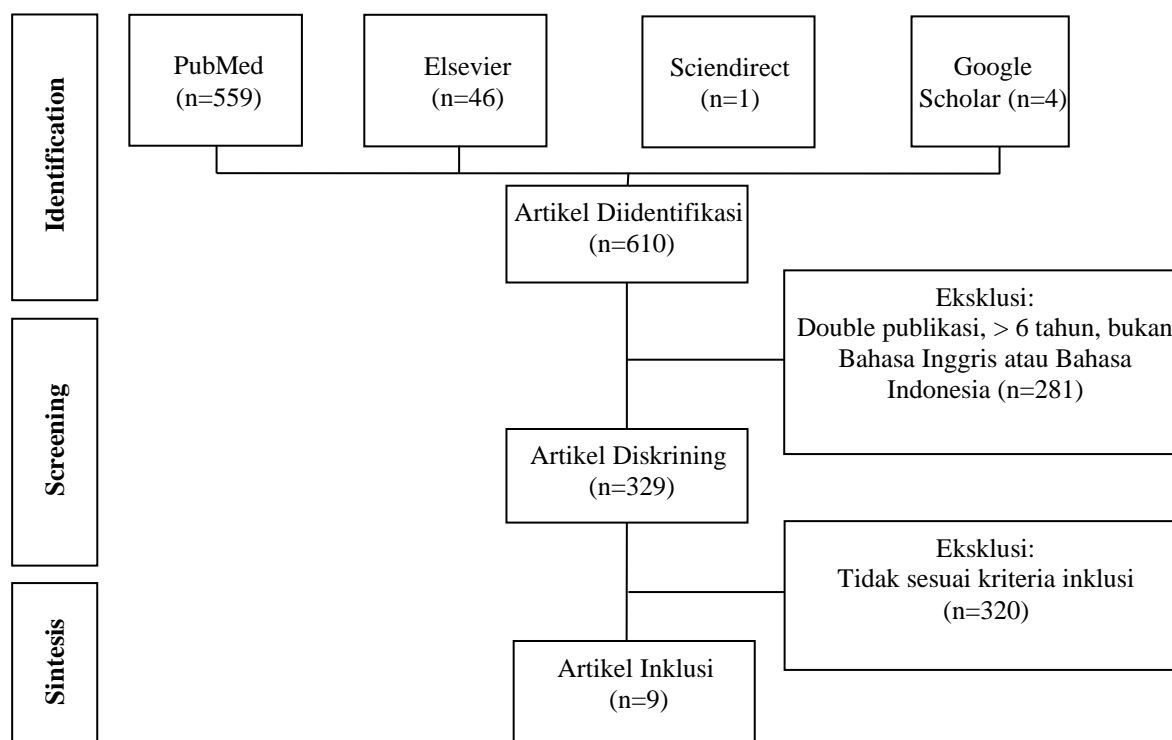 Identification
PubMed
(n=559)
Elsevier
(n=46)
Sciendirect
(n=1)
Google
Scholar (n=4)
Artikel Diidentifikasi
(n=610)
Eksklusi:
Double publikasi, > 6 tahun, bukan
Bahasa Inggris atau Bahasa
Indonesia (n=281)
Screening
Artikel Diskrining
(n=329)
Eksklusi:
Tidak sesuai kriteria inklusi
(n=320)
Sintesis
Artikel Inklusi
(n=9)